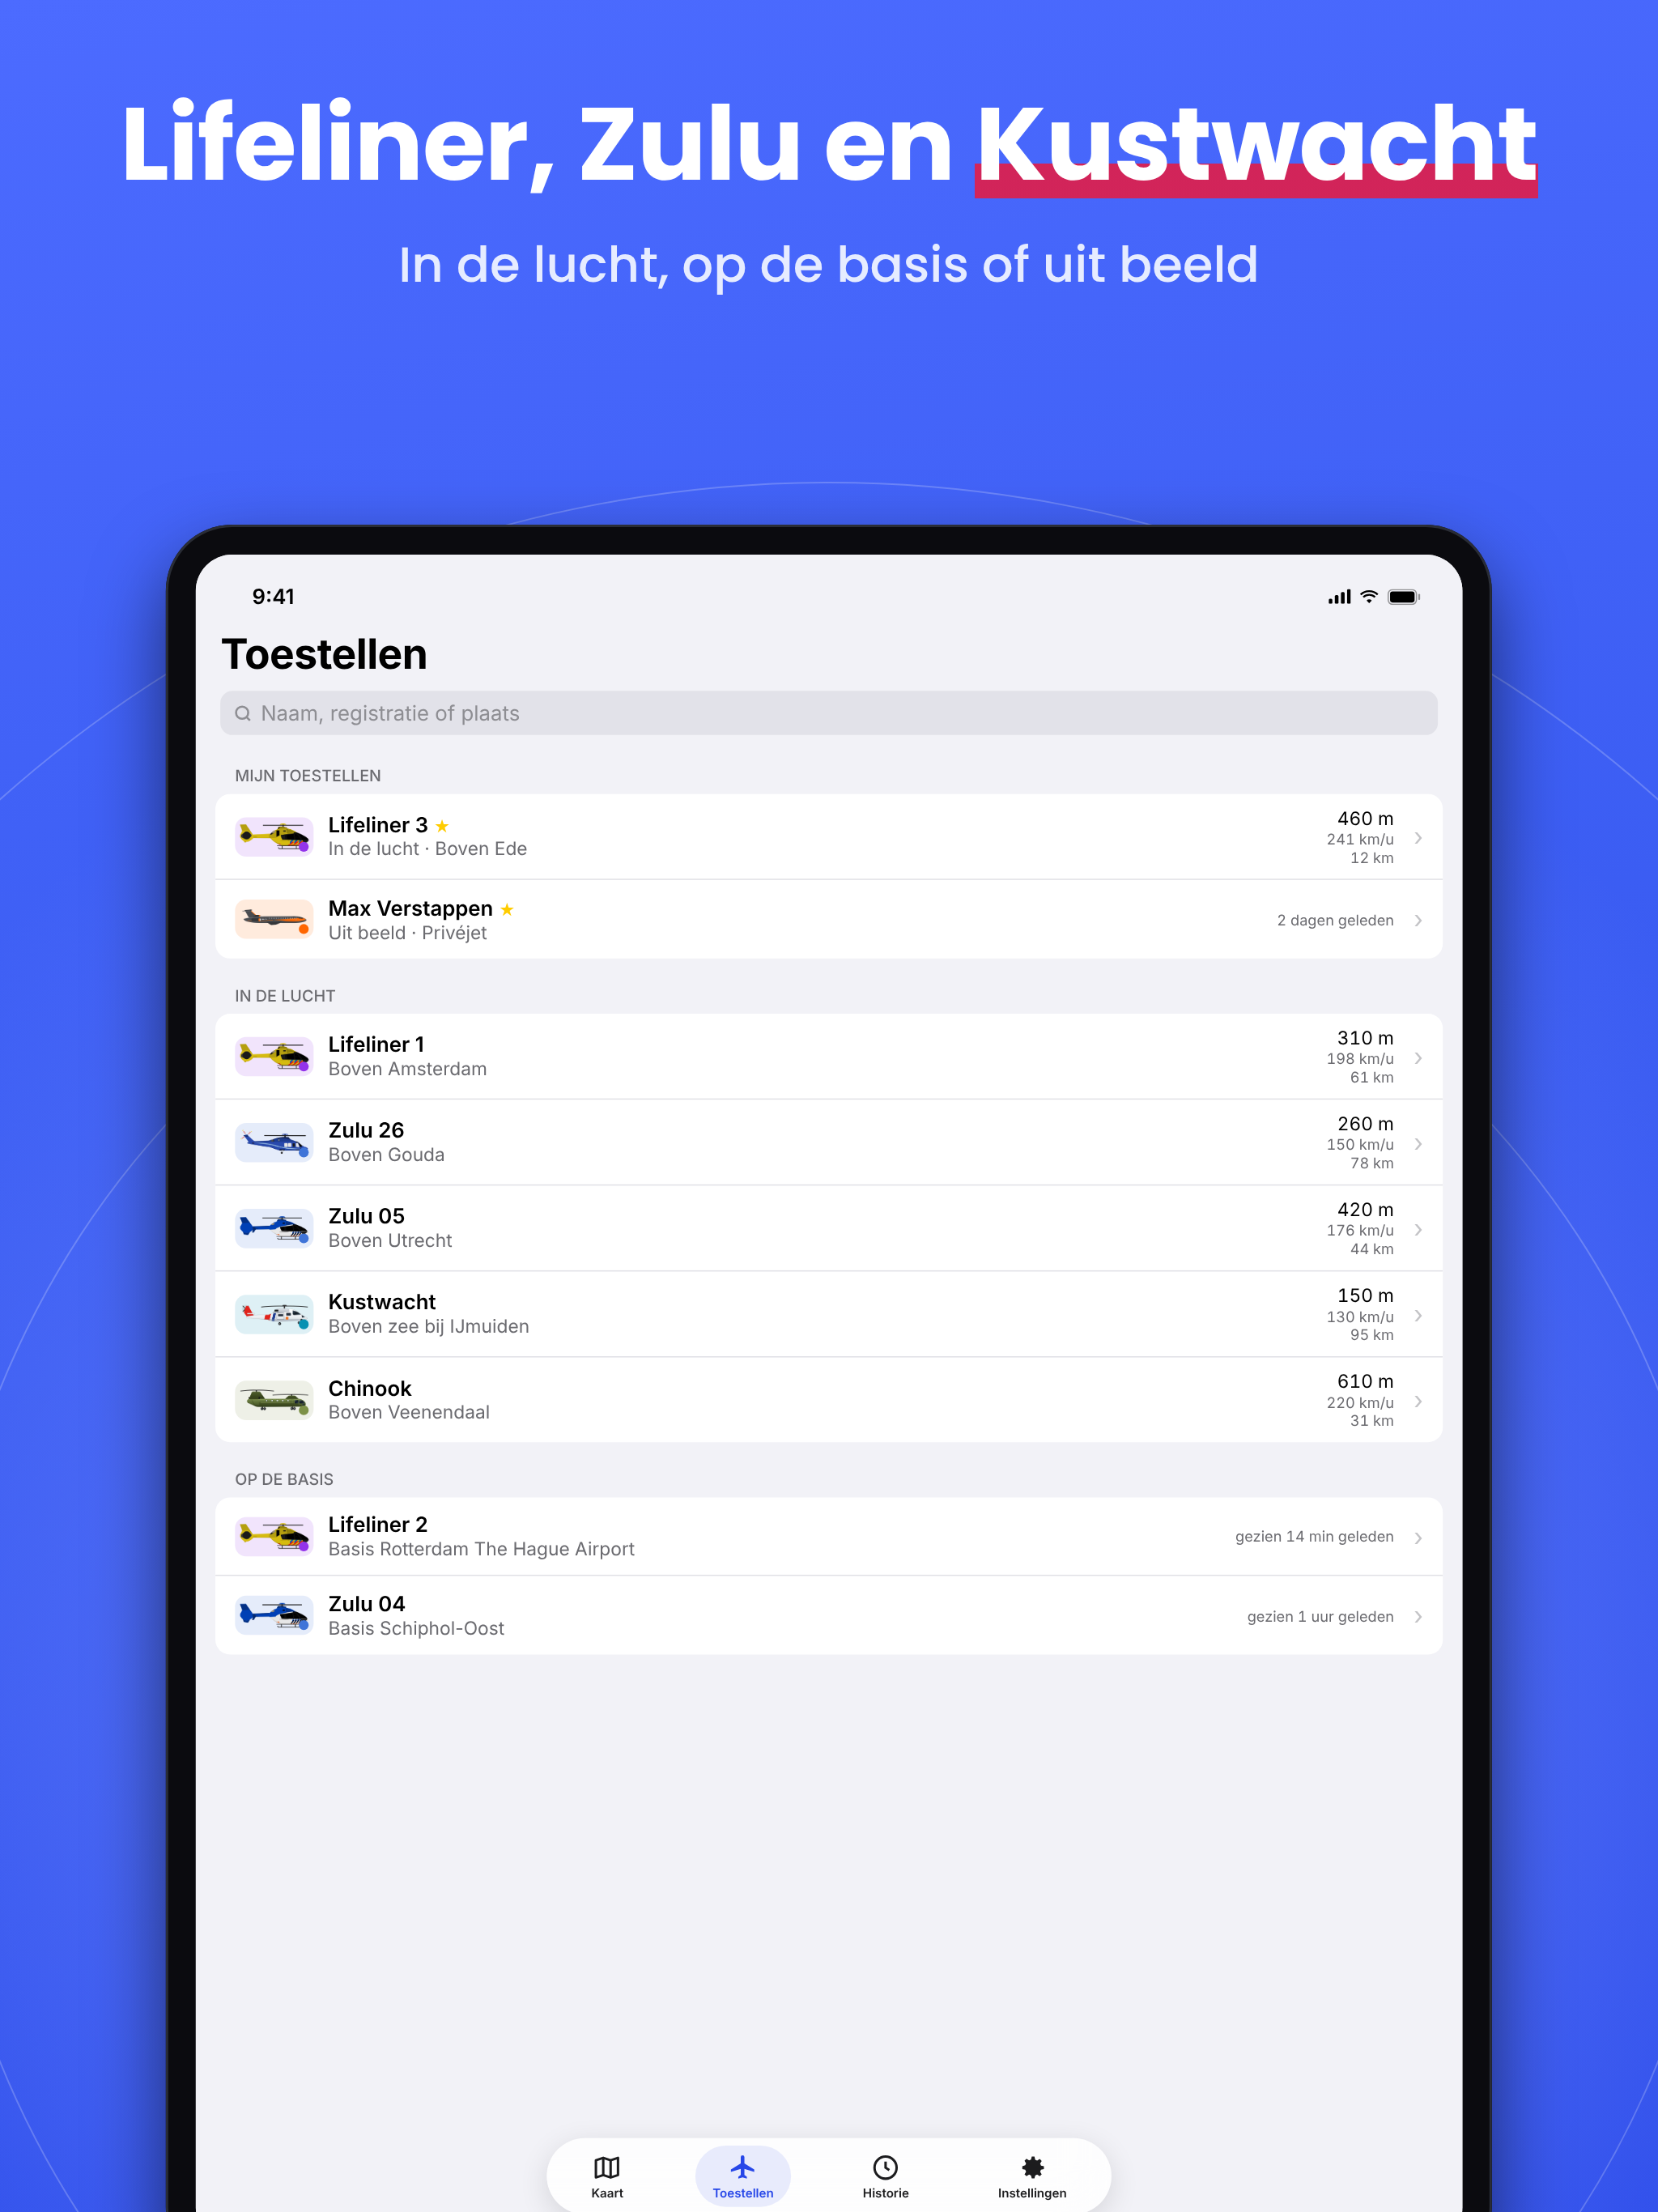 Lifeliner, Zulu en Kustwacht
In de lucht, op de basis of uit beeld
9:41
Toestellen
Naam, registratie of plaats
MIJN TOESTELLEN
Lifeliner 3 ★
In de lucht · Boven Ede
460 m
241 km/u
12 km
Max Verstappen ★
Uit beeld · Privéjet
2 dagen geleden
IN DE LUCHT
Lifeliner 1
Boven Amsterdam
310 m
198 km/u
61 km
Zulu 26
Boven Gouda
260 m
150 km/u
78 km
Zulu 05
Boven Utrecht
420 m
176 km/u
44 km
Kustwacht
Boven zee bij IJmuiden
150 m
130 km/u
95 km
Chinook
Boven Veenendaal
610 m
220 km/u
31 km
OP DE BASIS
Lifeliner 2
Basis Rotterdam The Hague Airport
gezien 14 min geleden
Zulu 04
Basis Schiphol-Oost
gezien 1 uur geleden
Kaart
Toestellen
Historie
Instellingen